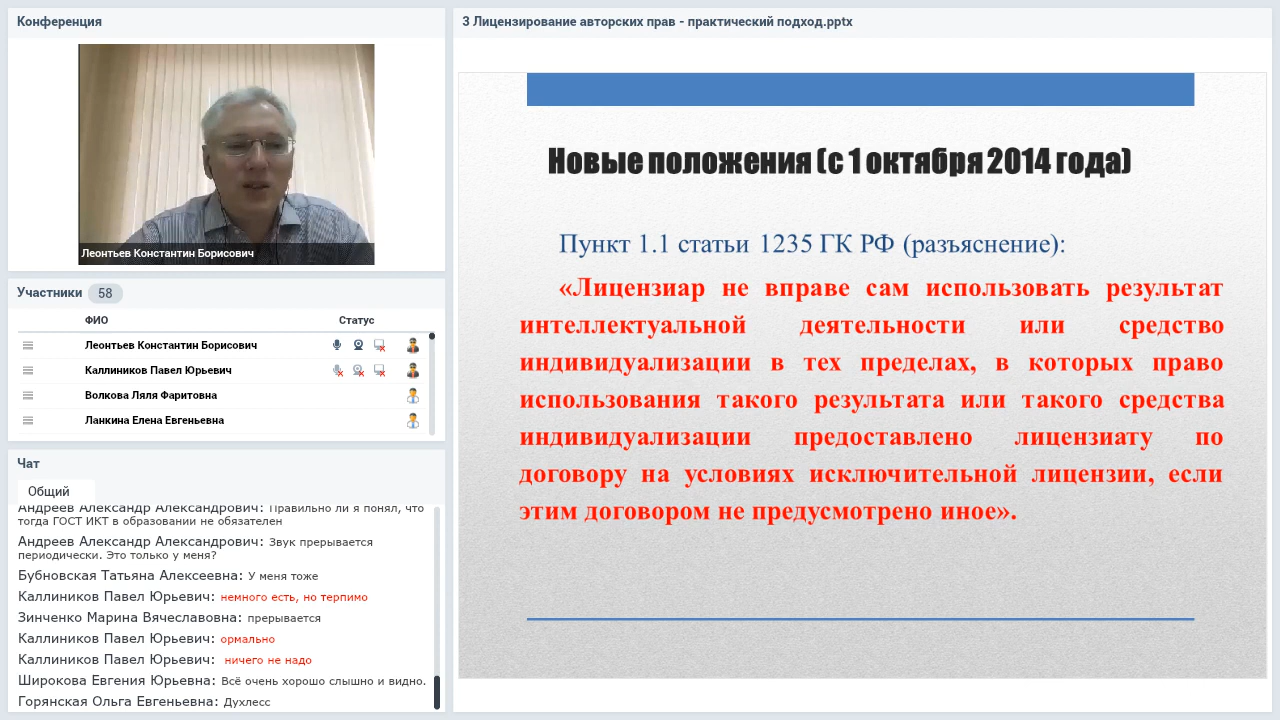 Конференция
Леонтьев Константин Борисович
Участники 58
ФИО Статус
Леонтьев Константин Борисович
Каллиников Павел Юрьевич
Волкова Ляля Фаритовна
Ланкина Елена Евгеньевна
Чат
Общий
Андреев Александр Александрович: Правильно ли я понял, что
тогда ГОСТ ИКТ в образовании не обязателен
Андреев Александр Александрович: Звук прерывается
периодически. Это только у меня?
Бубновская Татьяна Алексеевна: У меня тоже
Каллиников Павел Юрьевич: немного есть, но терпимо
Зинченко Марина Вячеславовна: прерывается
Каллиников Павел Юрьевич: ормально
Каллиников Павел Юрьевич: ничего не надо
Широкова Евгения Юрьевна: Всё очень хорошо слышно и видно.
Горянская Ольга Евгеньевна: Духлесс
3 Лицензирование авторских прав - практический подход.pptx
Новые положения (с 1 октября 2014 года)
Пункт 1.1 статьи 1235 ГК РФ (разъяснение):
«Лицензиар не вправе сам использовать результат
интеллектуальной деятельности или средство
индивидуализации в тех пределах, в которых право
использования такого результата или такого средства
индивидуализации предоставлено лицензиату по
договору на условиях исключительной лицензии, если
этим договором не предусмотрено иное».